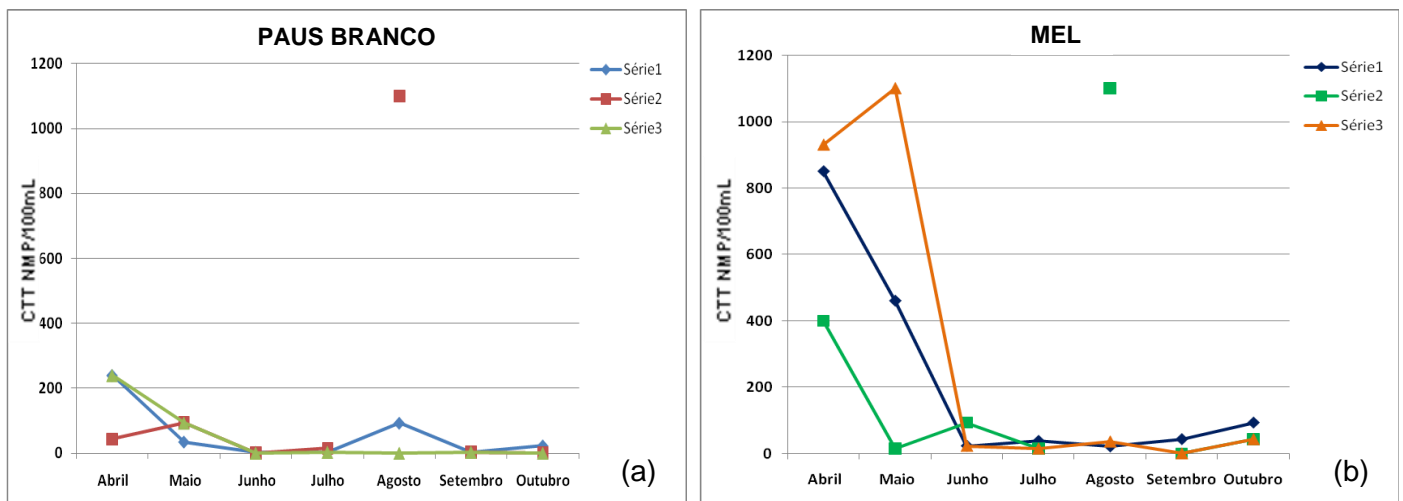 PAUS BRANCO
1200
1000
800
600
400
200
0
CTT NMP/100mL
Abril Maio Junho Julho Agosto Setembro Outubro
Série1
Série2
Série3
(a)
MEL
1200
1000
800
600
400
200
0
CTT NMP/100mL
Abril Maio Junho Julho Agosto Setembro Outubro
Série1
Série2
Série3
(b)